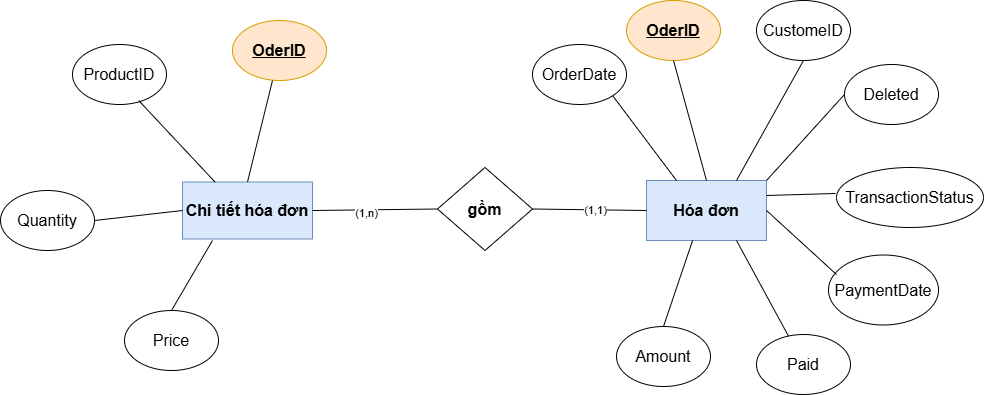 OderID
ProductID
Quantity
Chi tiết hóa đơn
Price
(1,n)
gồm
(1,1)
OrderDate
OderID
CustomeID
Deleted
TransactionStatus
Hóa đơn
PaymentDate
Amount
Paid